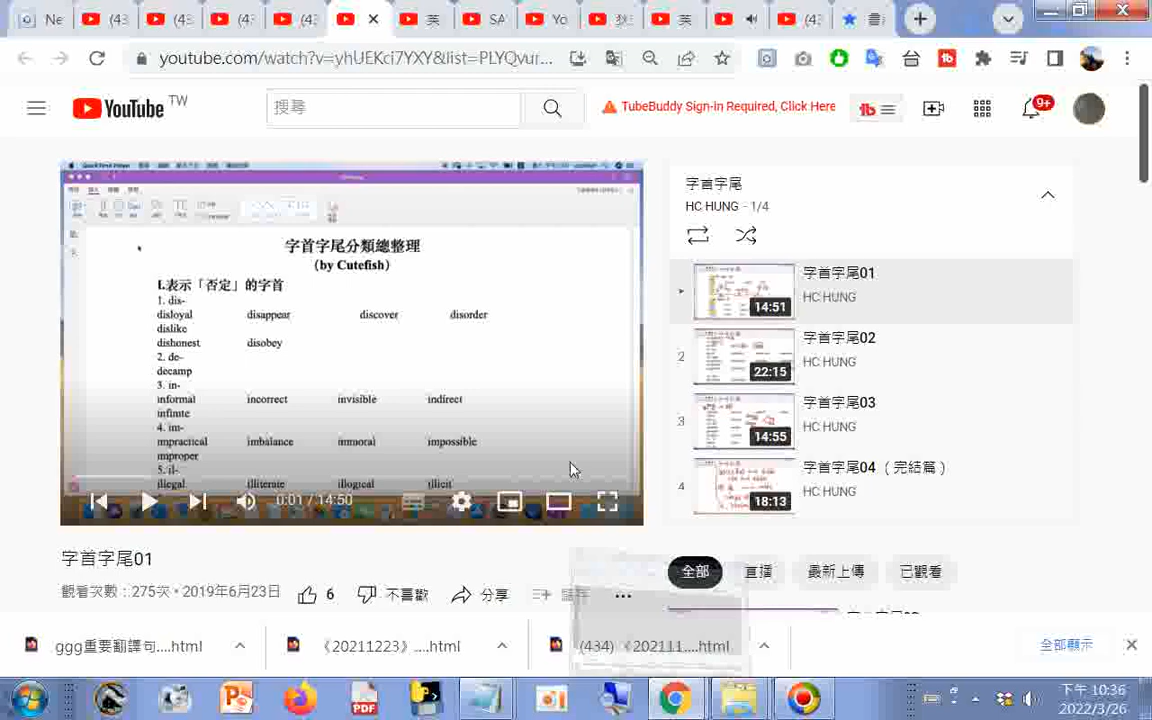 Ne
(43
(43
(43
(43
英
SA
Yo
英
(43
youtube.com/watch?v=yhUEKci7YXY&list=PLYQvur...
YouTube TW
搜尋
TubeBuddy Sign-In Required, Click Here
9+
字首字尾分類總整理
（by Cutefish）
I.表示「否定」的字首
1. dis-
disloyal disappear discover disorder
dislike
dishonest disobey
2. de-
decamp
3. in-
informal incorrect invisible indirect
infinite
4. im-
impractical imbalance immoral impossible
improper
5. il-
illegal illiterate illogical illicit
0:01 / 14:50
字首字尾
HC HUNG - 1/4
字首字尾01
HC HUNG
14:51
2
字首字尾02
HC HUNG
22:15
3
字首字尾03
HC HUNG
14:55
4
字首字尾04（完結篇）
HC HUNG
18:13
字首字尾01
觀看次數：275次 • 2019年6月23日
6
不喜歡
分享
全部
直播
最新上傳
已觀看
ggg重要翻譯句....html
《20211223》....html
(434)《202111....html
全部顯示
下午 10:36
2022/3/26